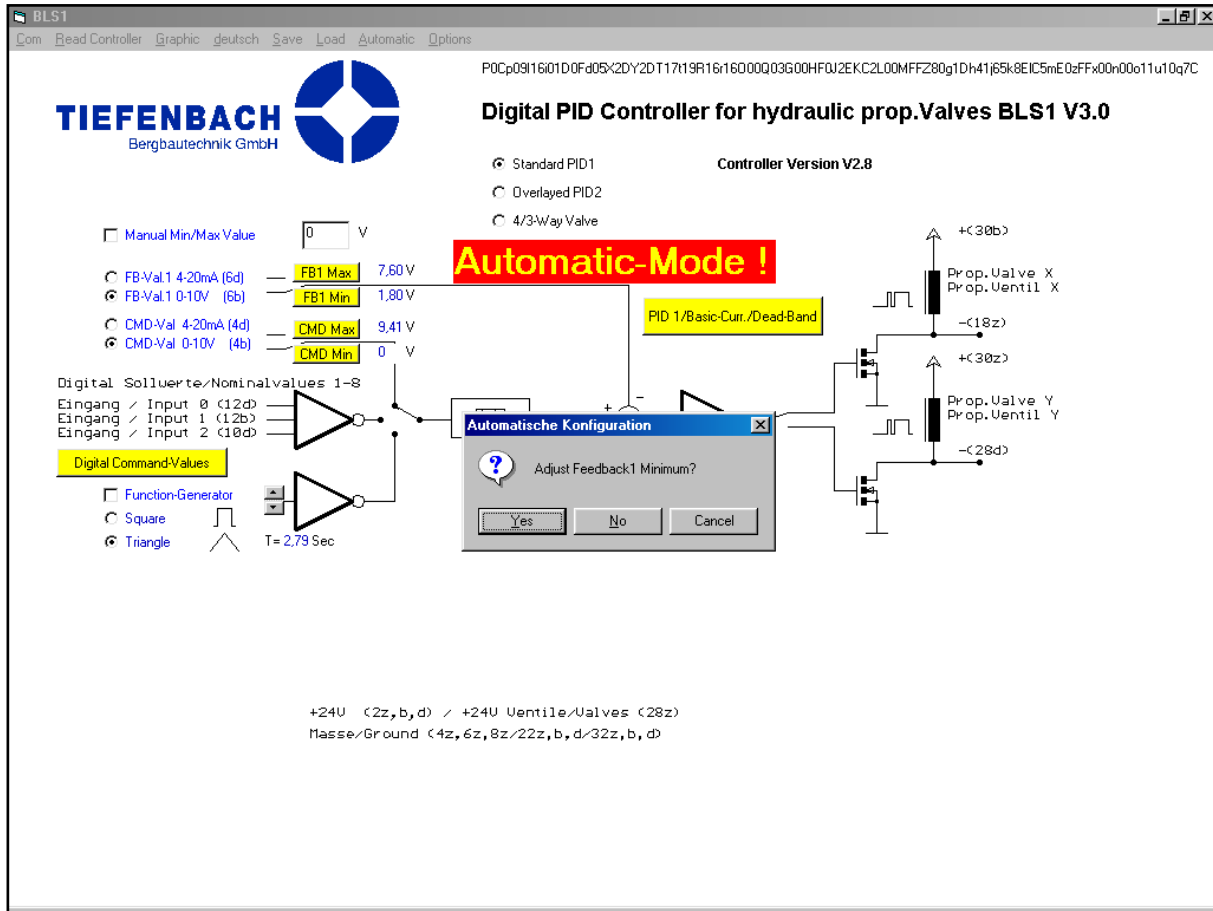 BLS1
Com Read Controller Graphic deutsch Save Load Automatic Options
P0Cp09I16i01D0Fd05X2DY2DT17t19R16r16O00Q03G00HF0J2EKC2L00MFFZ80g1Dh41j65k8EIC5mE0zFFx00n00o11u10q7C
TIEFENBACH
Bergbautechnik GmbH
Digital PID Controller for hydraulic prop.Valves BLS1 V3.0
Standard PID1
Controller Version V2.8
Overlayed PID2
4/3-Way Valve
Manual Min/Max Value 0 V
Automatic-Mode !
FB-Val.1 4-20mA (6d) FB1 Max 7,60 V
FB-Val.1 0-10V (6b) FB1 Min 1,80 V
CMD-Val 4-20mA (4d) CMD Max 9,41 V
CMD-Val 0-10V (4b) CMD Min 0 V
PID 1/Basic-Curr./Dead-Band
+(30b)
Prop.Valve X
Prop.Ventil X
-(18z)
+(30z)
Prop.Valve Y
Prop.Ventil Y
-(28d)
Digital Sollwerte/Nominalvalues 1-8
Eingang / Input 0 (12d)
Eingang / Input 1 (12b)
Eingang / Input 2 (10d)
+ -
Digital Command-Values
Function-Generator
Square
Triangle
T= 2,79 Sec
Automatische Konfiguration
Adjust Feedback1 Minimum?
Yes No Cancel
+24V (2z,b,d) / +24V Ventile/Valves (28z)
Masse/Ground (4z,6z,8z/22z,b,d/32z,b,d)